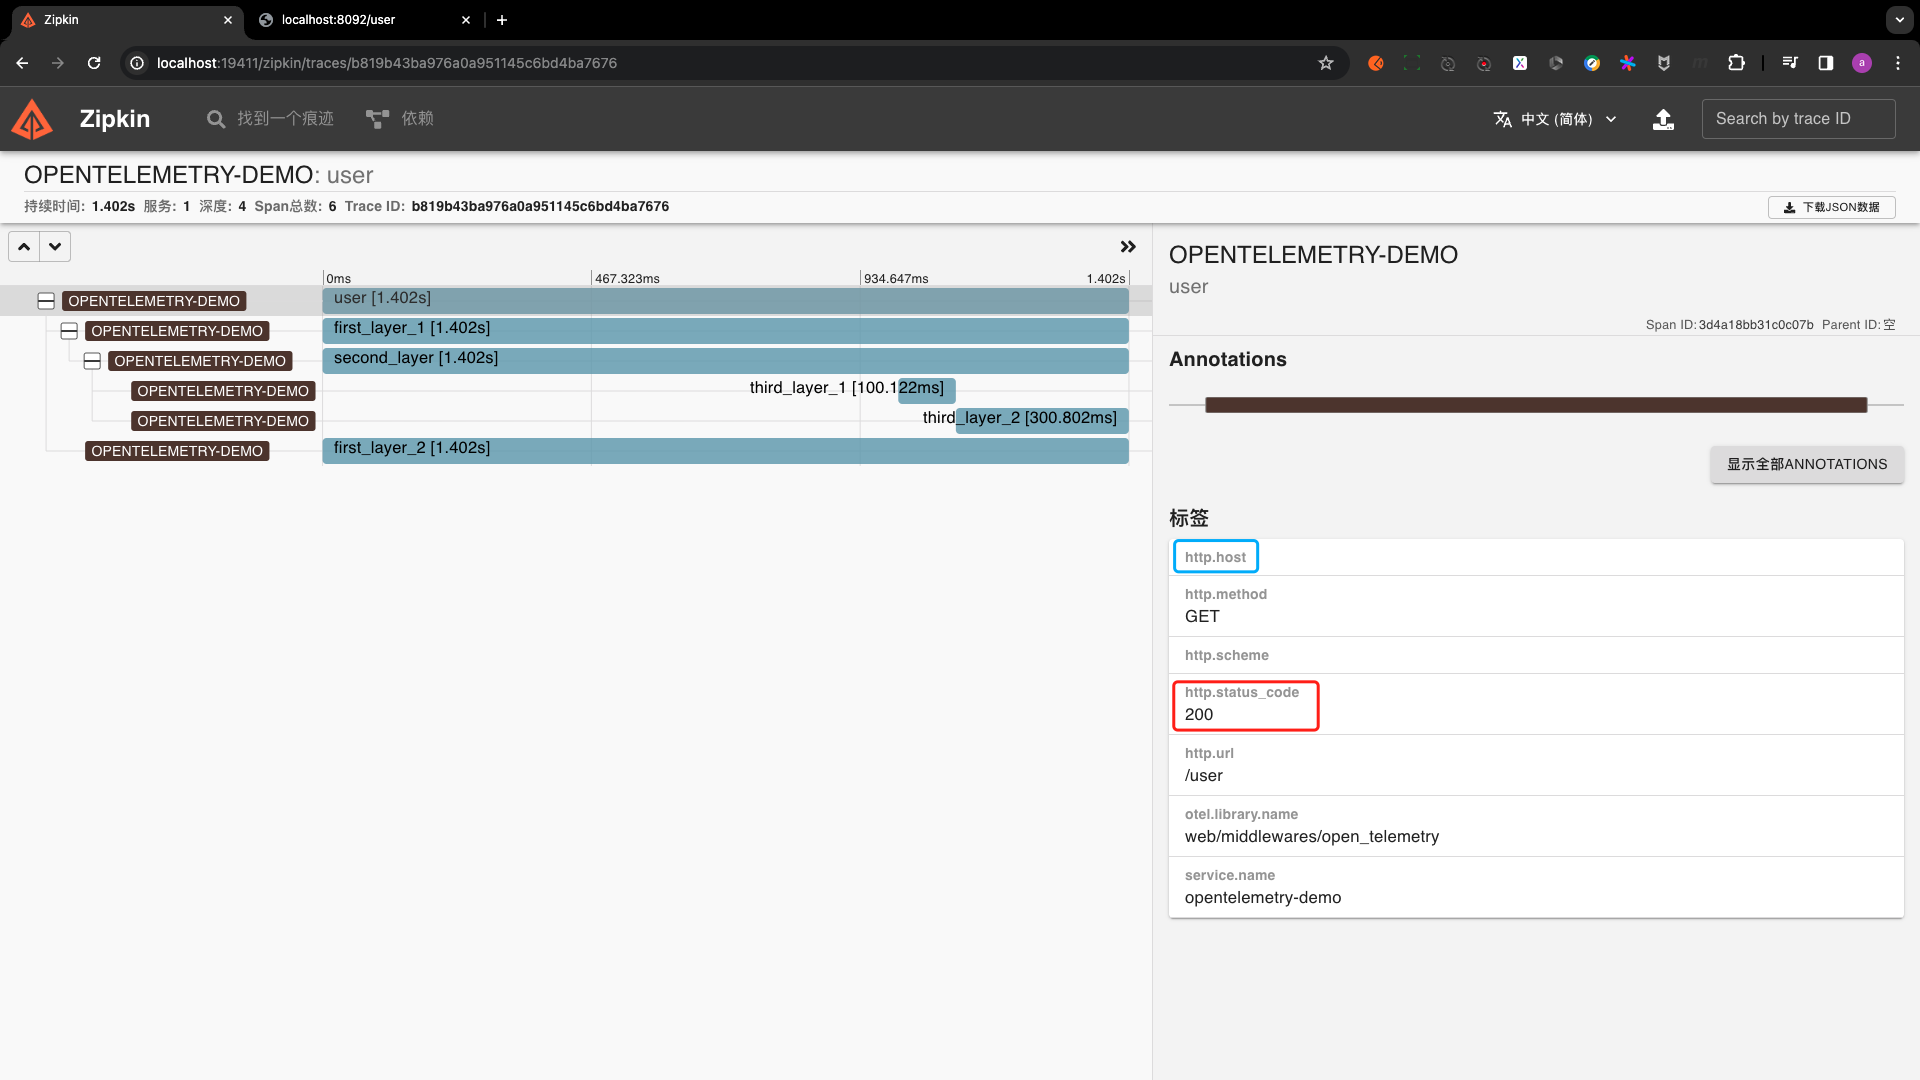 Zipkin
localhost:8092/user
localhost:19411/zipkin/traces/b819b43ba976a0a951145c6bd4ba7676
a
Zipkin
找到一个痕迹
依赖
中文 (简体)
Search by trace ID
OPENTELEMETRY-DEMO: user
持续时间: 1.402s 服务: 1 深度: 4 Span总数: 6 Trace ID: b819b43ba976a0a951145c6bd4ba7676
下载JSON数据
0ms 467.323ms 934.647ms 1.402s
OPENTELEMETRY-DEMO user [1.402s]
OPENTELEMETRY-DEMO first_layer_1 [1.402s]
OPENTELEMETRY-DEMO second_layer [1.402s]
OPENTELEMETRY-DEMO third_layer_1 [100.122ms]
OPENTELEMETRY-DEMO third_layer_2 [300.802ms]
OPENTELEMETRY-DEMO first_layer_2 [1.402s]
OPENTELEMETRY-DEMO
user
Span ID: 3d4a18bb31c0c07b Parent ID: 空
Annotations
显示全部ANNOTATIONS
标签
http.host
http.method
GET
http.scheme
http.status_code
200
http.url
/user
otel.library.name
web/middlewares/open_telemetry
service.name
opentelemetry-demo